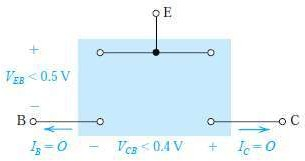 E
+
V_EB < 0.5 V
−
B C
I_B = 0 − V_CB < 0.4 V + I_C = 0